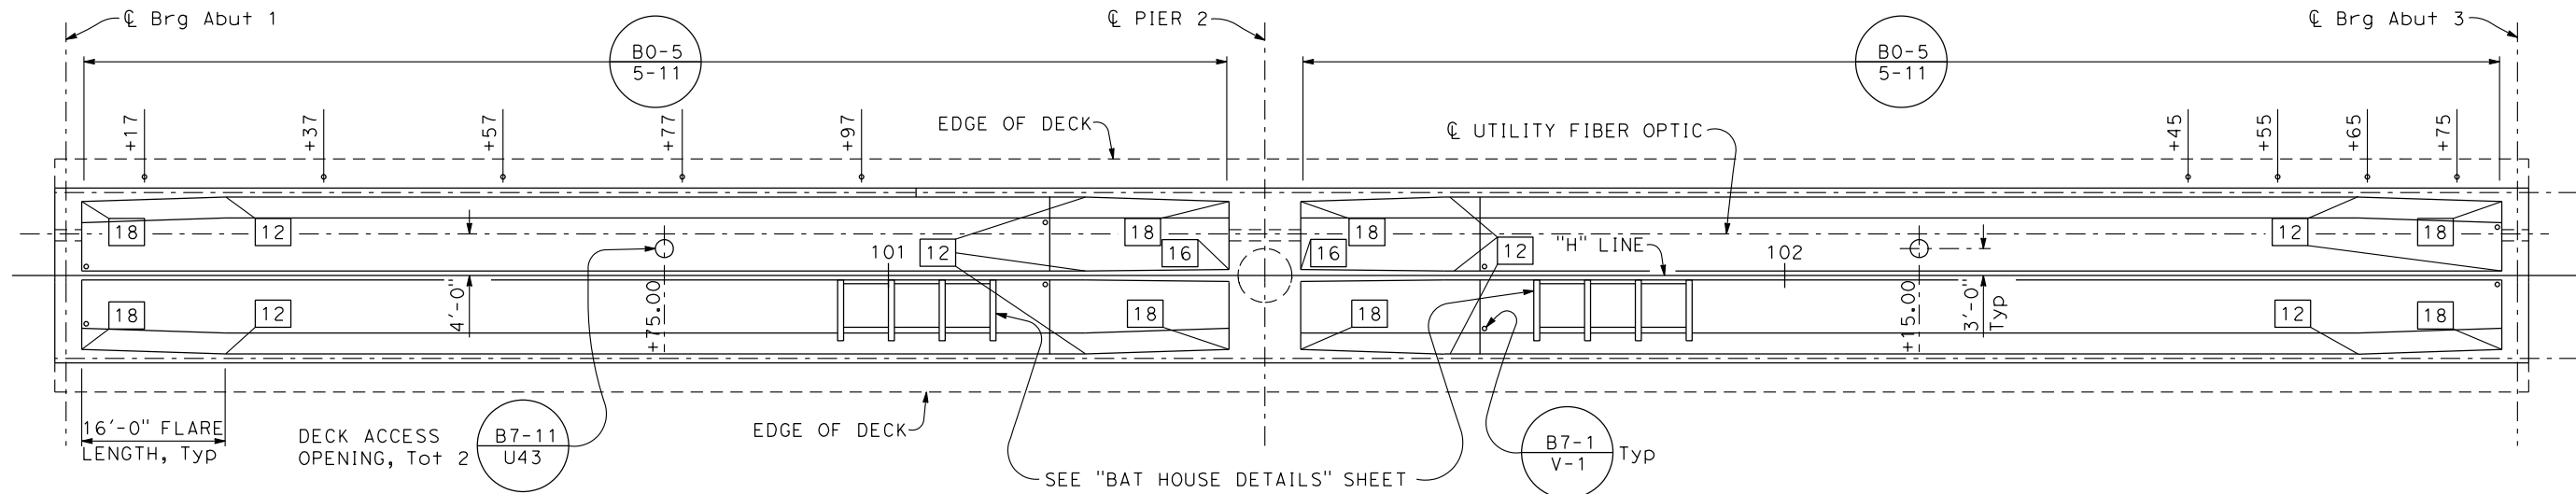 ℄ Brg Abut 1
℄ PIER 2
℄ Brg Abut 3
B0-5
5-11
B0-5
5-11
+17
+37
+57
+77
+97
EDGE OF DECK
℄ UTILITY FIBER OPTIC
+45
+55
+65
+75
18
12
101
12
18
16
18
16
12
"H" LINE
102
12
18
4'-0"
+75.00
+15.00
3'-0"
Typ
18
12
18
18
12
18
16'-0" FLARE
LENGTH, Typ
DECK ACCESS
OPENING, Tot 2
B7-11
U43
EDGE OF DECK
SEE "BAT HOUSE DETAILS" SHEET
B7-1
V-1
Typ